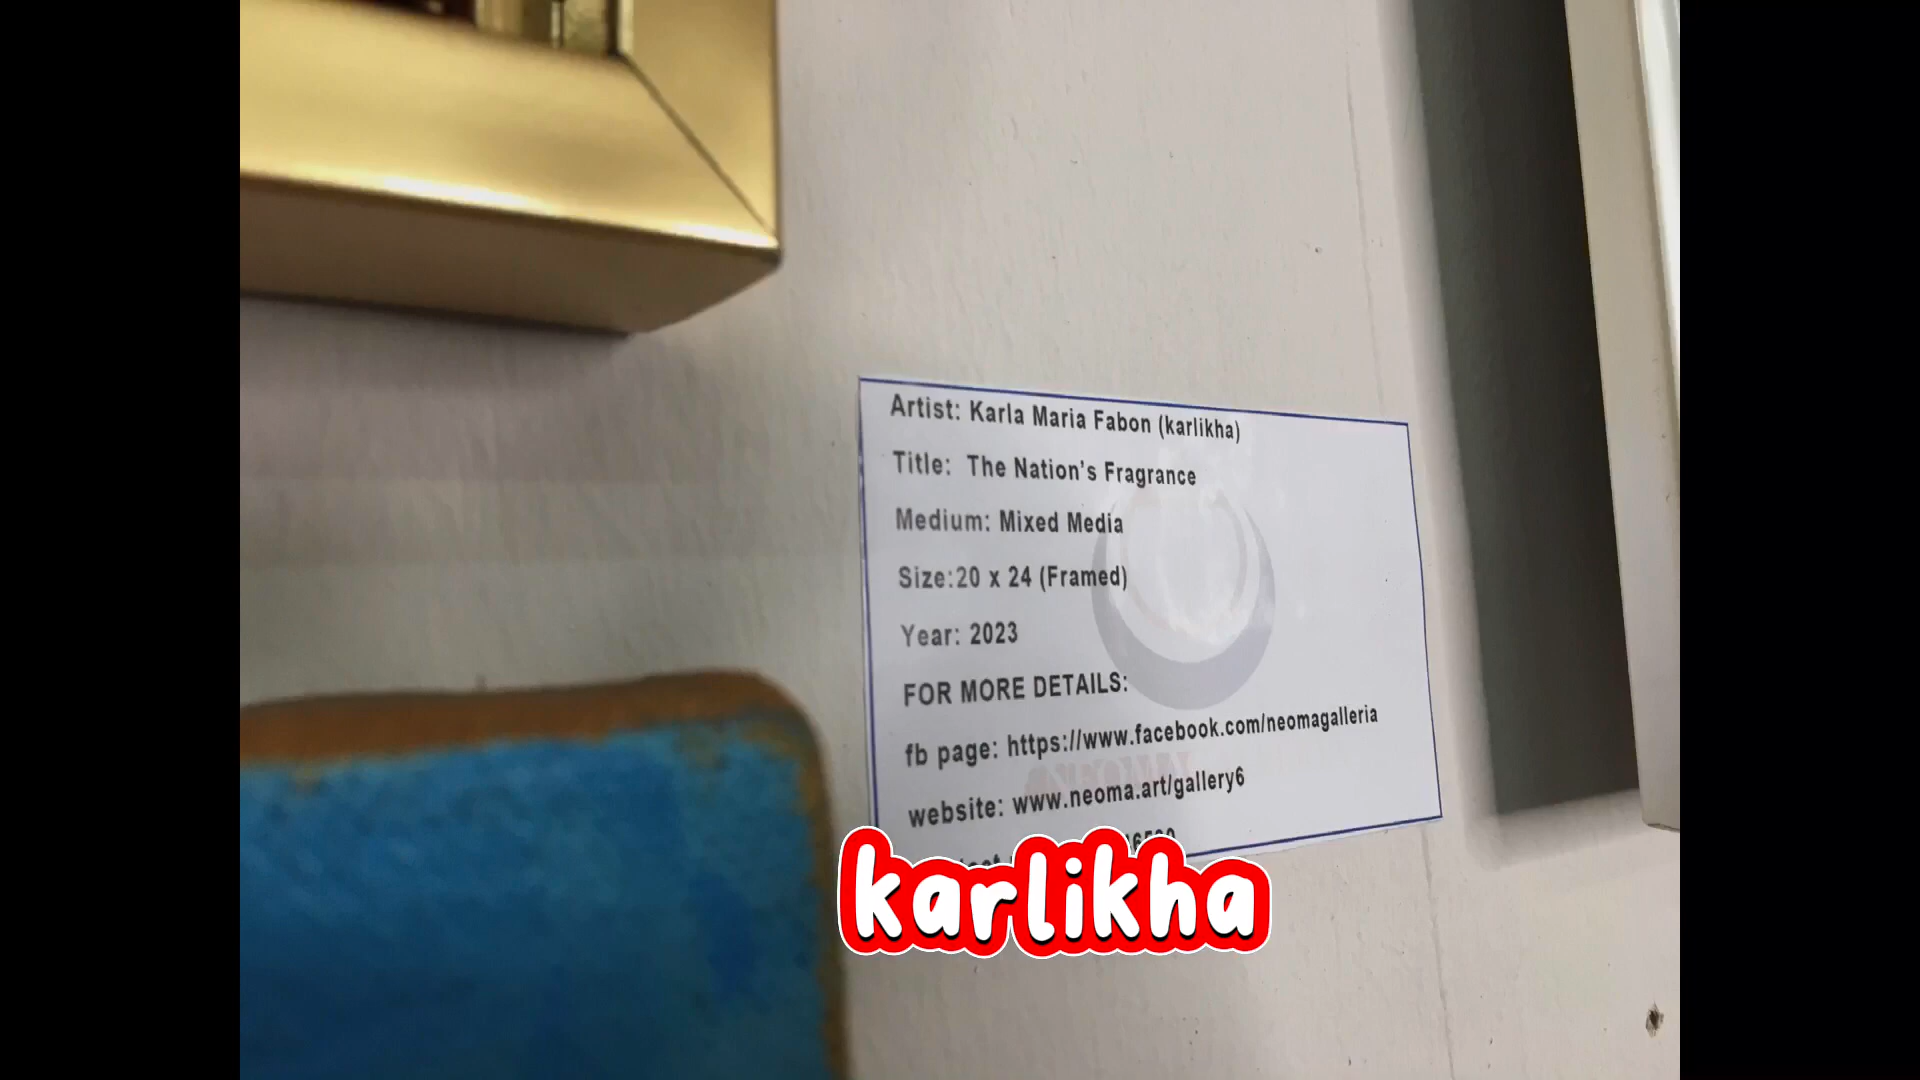 Artist: Karla Maria Fabon (karlikha)
Title: The Nation's Fragrance
Medium: Mixed Media
Size:20 x 24 (Framed)
Year: 2023
FOR MORE DETAILS:
fb page: https://www.facebook.com/neomagalleria
website: www.neoma.art/gallery6
karlikha